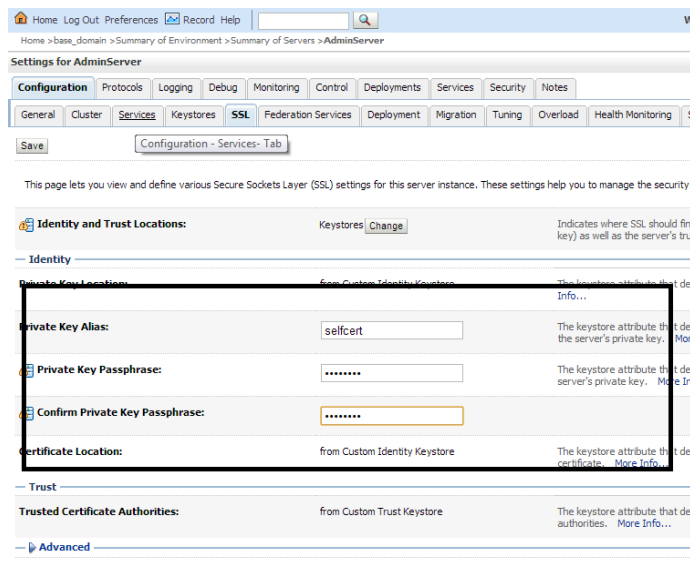 Home Log Out Preferences Record Help
Home >base_domain >Summary of Environment >Summary of Servers >AdminServer
Settings for AdminServer
Configuration Protocols Logging Debug Monitoring Control Deployments Services Security Notes
General Cluster Services Keystores SSL Federation Services Deployment Migration Tuning Overload Health Monitoring
Save Configuration - Services- Tab
This page lets you view and define various Secure Sockets Layer (SSL) settings for this server instance. These settings help you to manage the security
Identity and Trust Locations: Keystores Change Indicates where SSL should
key) as well as the server's
Identity
Private Key Location: from Custom Identity Keystore The keystore attribute that
Info...
Private Key Alias: selfcert The keystore attribute that
the server's private key.
Private Key Passphrase: •••••••• The keystore attribute that
server's private key.
Confirm Private Key Passphrase: ••••••••
Certificate Location: from Custom Identity Keystore The keystore attribute that
certificate. More Info...
Trust
Trusted Certificate Authorities: from Custom Trust Keystore The keystore attribute that
authorities. More Info...
Advanced